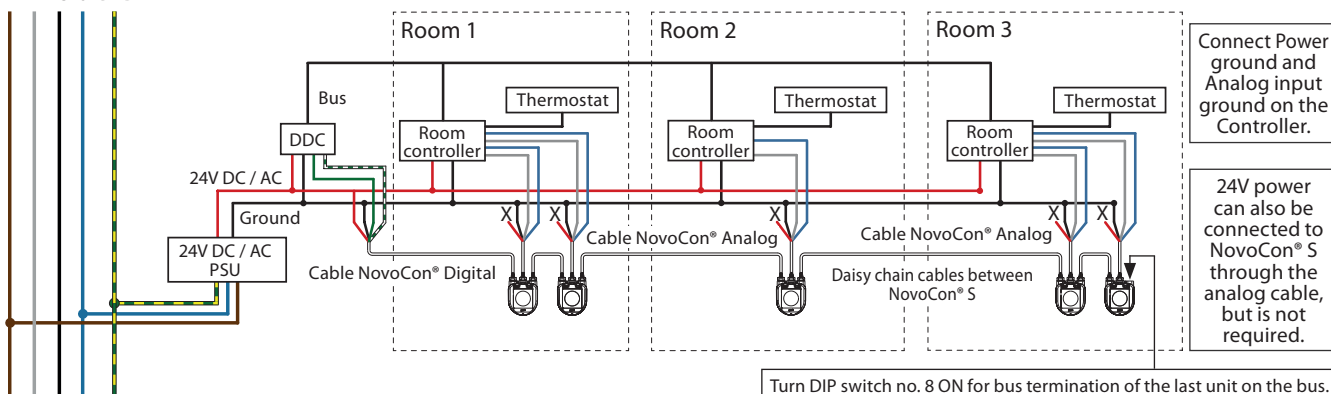 Room 1
Room 2
Room 3
Connect Power
ground and
Analog input
ground on the
Controller.
Bus
Thermostat
Thermostat
Thermostat
DDC
Room
controller
Room
controller
Room
controller
24V DC / AC
Ground
24V DC / AC
PSU
X
X
X
X
X
Cable NovoCon® Digital
Cable NovoCon® Analog
Cable NovoCon® Analog
Daisy chain cables between
NovoCon® S
24V power
can also be
connected to
NovoCon® S
through the
analog cable,
but is not
required.
Turn DIP switch no. 8 ON for bus termination of the last unit on the bus.